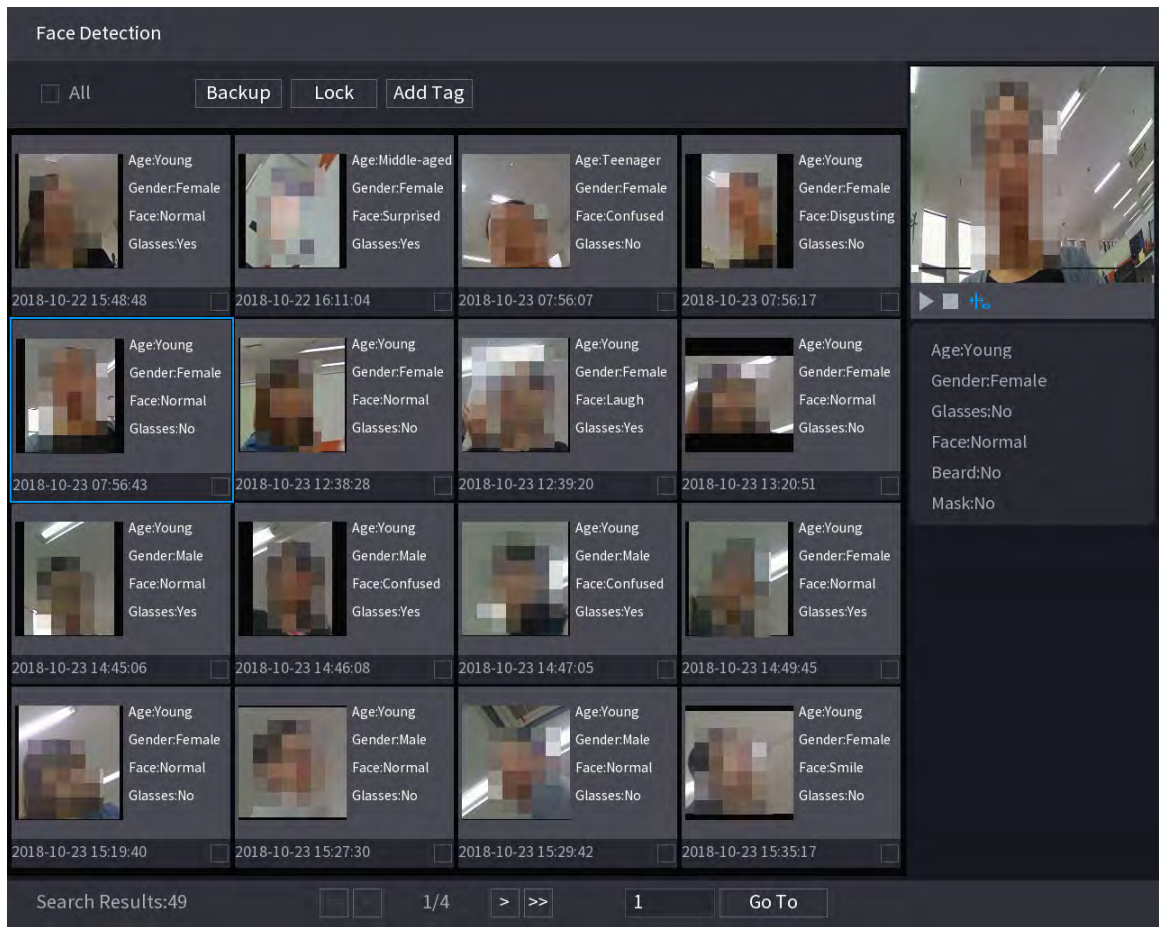 Face Detection
All
Backup
Lock
Add Tag
Age:Young
Gender:Female
Face:Normal
Glasses:Yes
2018-10-22 15:48:48
Age:Middle-aged
Gender:Female
Face:Surprised
Glasses:Yes
2018-10-22 16:11:04
Age:Teenager
Gender:Female
Face:Confused
Glasses:No
2018-10-23 07:56:07
Age:Young
Gender:Female
Face:Disgusting
Glasses:No
2018-10-23 07:56:17
Age:Young
Gender:Female
Face:Normal
Glasses:No
2018-10-23 07:56:43
Age:Young
Gender:Female
Face:Normal
Glasses:No
2018-10-23 12:38:28
Age:Young
Gender:Female
Face:Laugh
Glasses:Yes
2018-10-23 12:39:20
Age:Young
Gender:Female
Face:Normal
Glasses:No
2018-10-23 13:20:51
Age:Young
Gender:Male
Face:Normal
Glasses:Yes
2018-10-23 14:45:06
Age:Young
Gender:Male
Face:Confused
Glasses:Yes
2018-10-23 14:46:08
Age:Young
Gender:Male
Face:Confused
Glasses:Yes
2018-10-23 14:47:05
Age:Young
Gender:Female
Face:Normal
Glasses:Yes
2018-10-23 14:49:45
Age:Young
Gender:Female
Face:Normal
Glasses:No
2018-10-23 15:19:40
Age:Young
Gender:Male
Face:Normal
Glasses:No
2018-10-23 15:27:30
Age:Young
Gender:Male
Face:Normal
Glasses:No
2018-10-23 15:29:42
Age:Young
Gender:Female
Face:Smile
Glasses:No
2018-10-23 15:35:17
Age:Young
Gender:Female
Glasses:No
Face:Normal
Beard:No
Mask:No
Search Results:49
1/4
>
>>
1
Go To